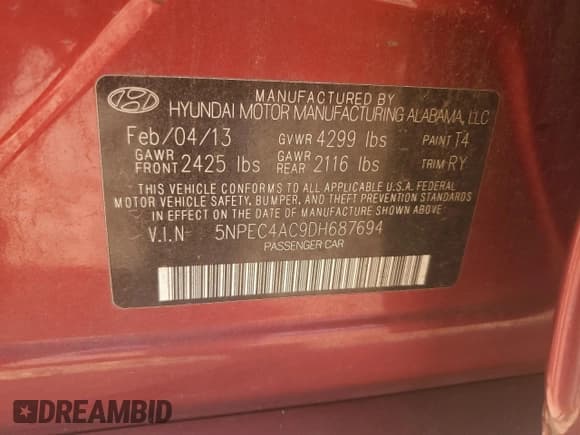 MANUFACTURED BY
HYUNDAI MOTOR MANUFACTURING ALABAMA, LLC
Feb/04/13 GVWR 4299 lbs PAINT T4
GAWR FRONT 2425 lbs GAWR REAR 2116 lbs TRIM RY
THIS VEHICLE CONFORMS TO ALL APPLICABLE U.S.A. FEDERAL
MOTOR VEHICLE SAFETY, BUMPER, AND THEFT PREVENTION STANDARDS
IN EFFECT ON THE DATE OF MANUFACTURE SHOWN ABOVE.
V.I.N 5NPEC4AC9DH687694
PASSENGER CAR
DREAMBID